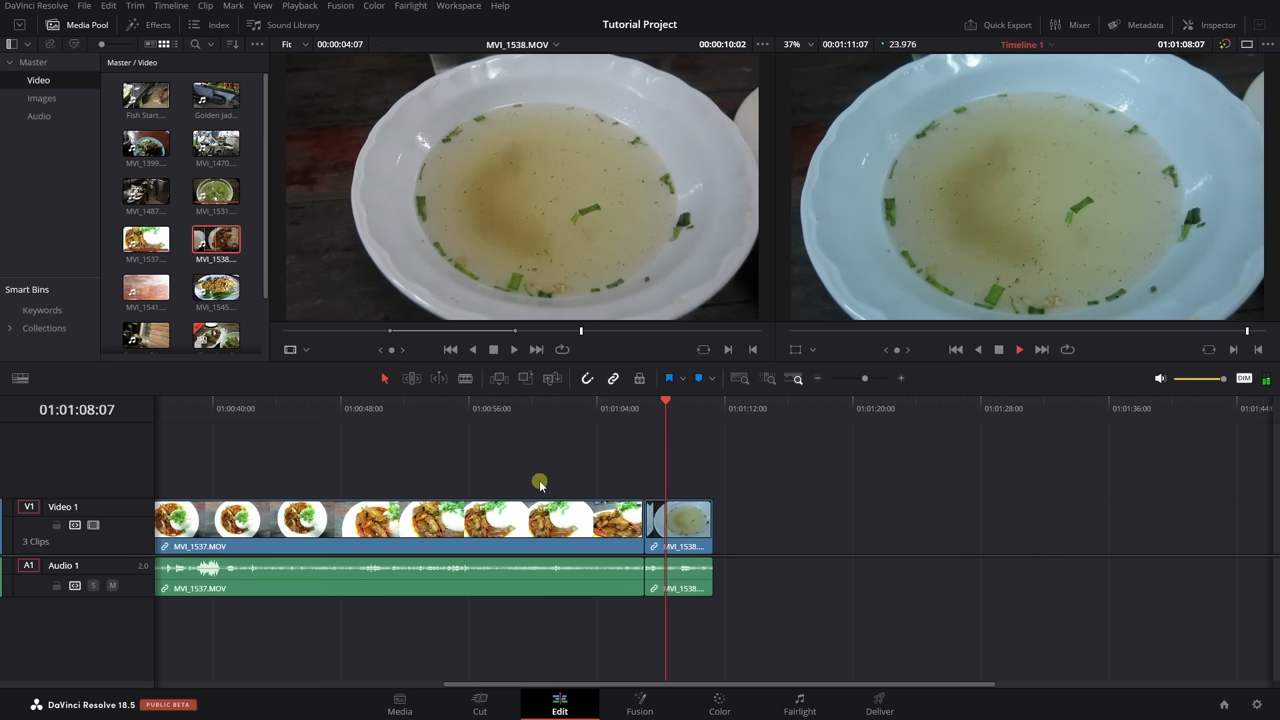 DaVinci Resolve File Edit Trim Timeline Clip Mark View Playback Fusion Color Fairlight Workspace Help
Media Pool Effects Index Sound Library Tutorial Project Quick Export Mixer Metadata Inspector
Fit 00:00:04:07 MVI_1538.MOV 00:00:10:02 37% 00:01:11:07 23.976 Timeline 1 01:01:08:07
Master
Video
Images
Audio
Smart Bins
Keywords
Collections
Master / Video
Fish Start... Golden Jad...
MVI_1399.... MVI_1470....
MVI_1487.... MVI_1531....
MVI_1537.... MVI_1538....
MVI_1541.... MVI_1545....
DIM
01:01:08:07
01:00:40:00 01:00:48:00 01:00:56:00 01:01:04:00 01:01:12:00 01:01:20:00 01:01:28:00 01:01:36:00 01:01:44:
V1 Video 1
3 Clips
MVI_1537.MOV MVI_1538....
A1 Audio 1 2.0
S M
MVI_1537.MOV MVI_1538....
DaVinci Resolve 18.5 PUBLIC BETA
Media Cut Edit Fusion Color Fairlight Deliver